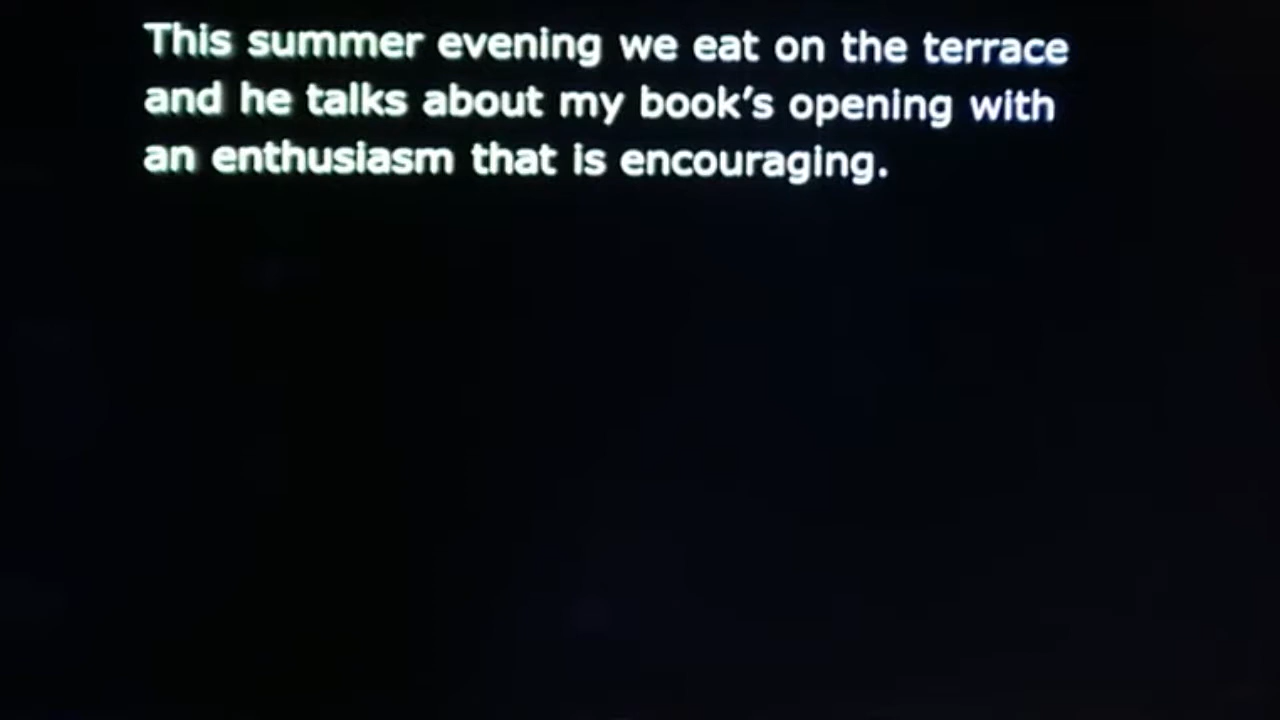 This summer evening we eat on the terrace
and he talks about my book’s opening with
an enthusiasm that is encouraging.